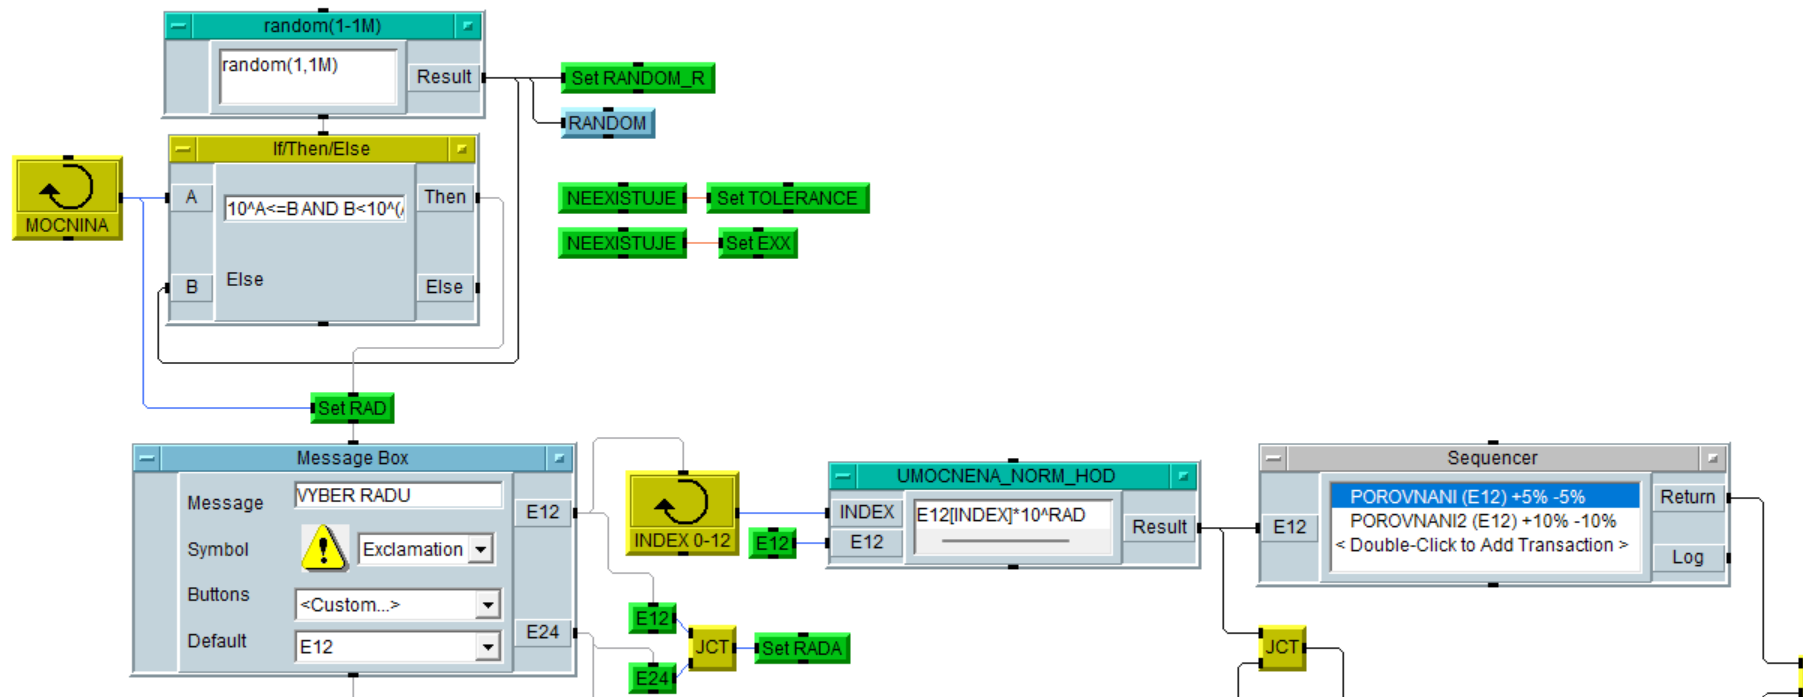 random(1-1M)
random(1,1M)
Result
Set RANDOM_R
RANDOM
If/Then/Else
MOCNINA
A
10^A<=B AND B<10^(
Then
NEEXISTUJE
Set TOLERANCE
NEEXISTUJE
Set EXX
B
Else
Else
Set RAD
Message Box
Message
VYBER RADU
E12
Symbol
Exclamation
Buttons
<Custom...>
E24
Default
E12
INDEX 0-12
E12
UMOCNENA_NORM_HOD
INDEX
E12[INDEX]*10^RAD
E12
Result
Sequencer
E12
POROVNANI (E12) +5% -5%
POROVNANI2 (E12) +10% -10%
< Double-Click to Add Transaction >
Return
Log
E12
E24
JCT
Set RADA
JCT